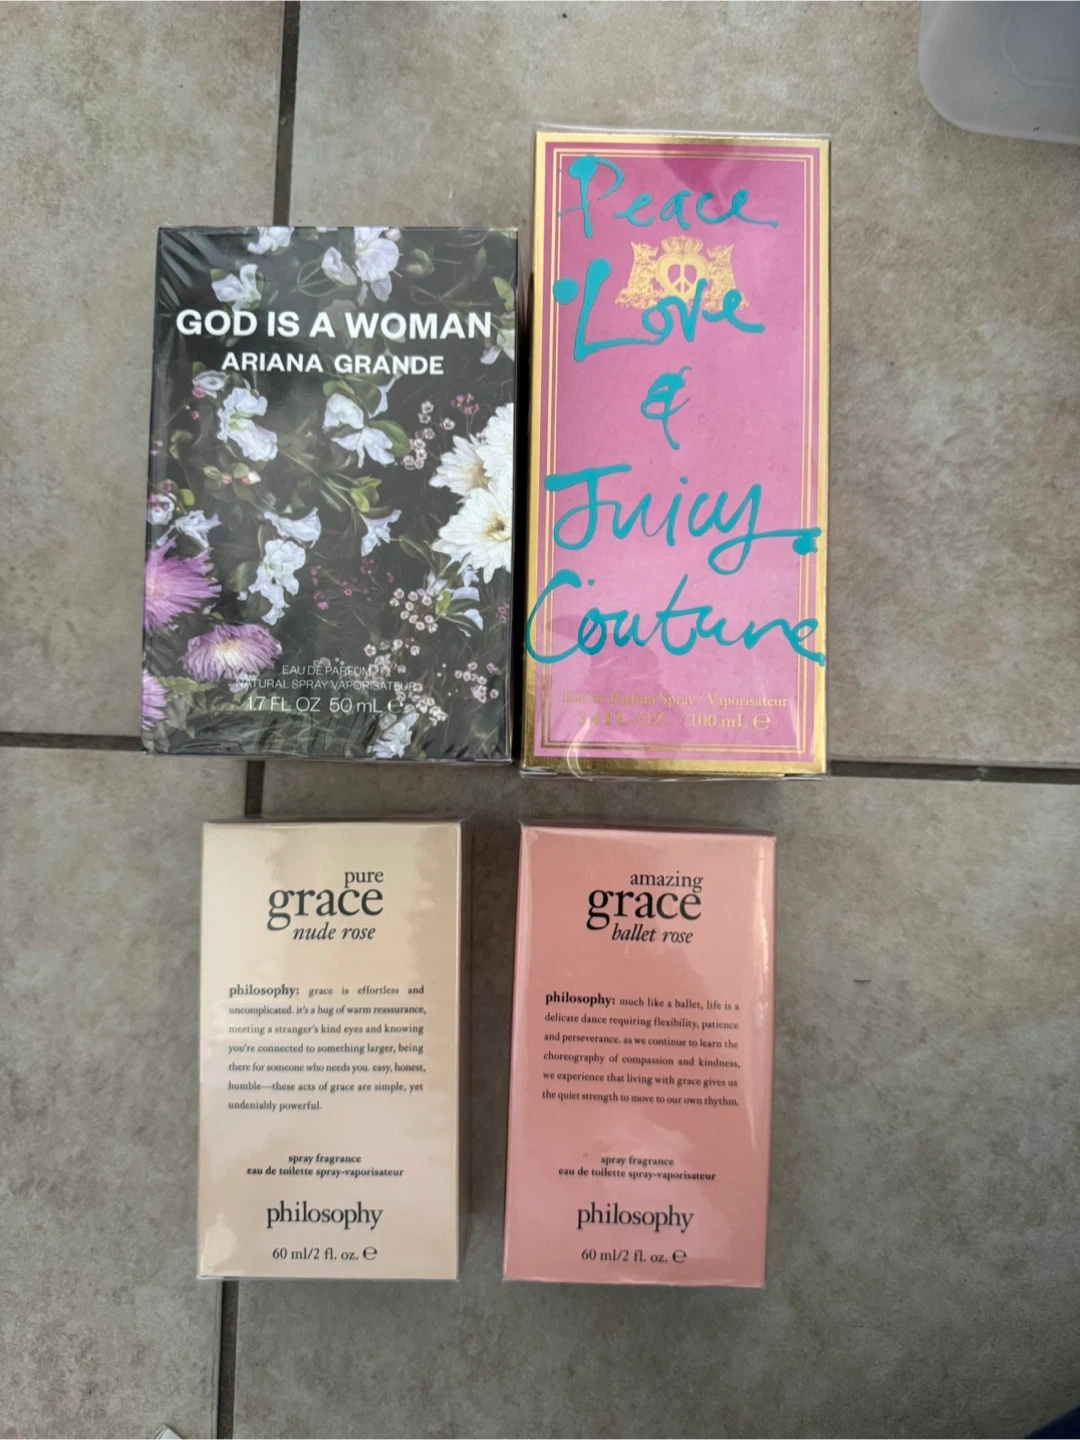 GOD IS A WOMAN
ARIANA GRANDE
EAU DE PARFUM
NATURAL SPRAY VAPORISATEUR
1.7 FL OZ 50 mL ℮
Peace
Love
&
Juicy
Couture
Eau de Parfum Spray / Vaporisateur
3.4 FL. OZ. / 100 mL ℮
pure
grace
nude rose
philosophy: grace is effortless and
uncomplicated. it's a hug of warm reassurance,
meeting a stranger's kind eyes and knowing
you're connected to something larger, being
there for someone who needs you. easy, honest,
humble—these acts of grace are simple, yet
undeniably powerful.
spray fragrance
eau de toilette spray-vaporisateur
philosophy
60 ml/2 fl. oz. ℮
amazing
grace
ballet rose
philosophy: much like a ballet, life is a
delicate dance requiring flexibility, patience
and perseverance. as we continue to learn the
choreography of compassion and kindness,
we experience that living with grace gives us
the quiet strength to move to our own rhythm.
spray fragrance
eau de toilette spray-vaporisateur
philosophy
60 ml/2 fl. oz. ℮